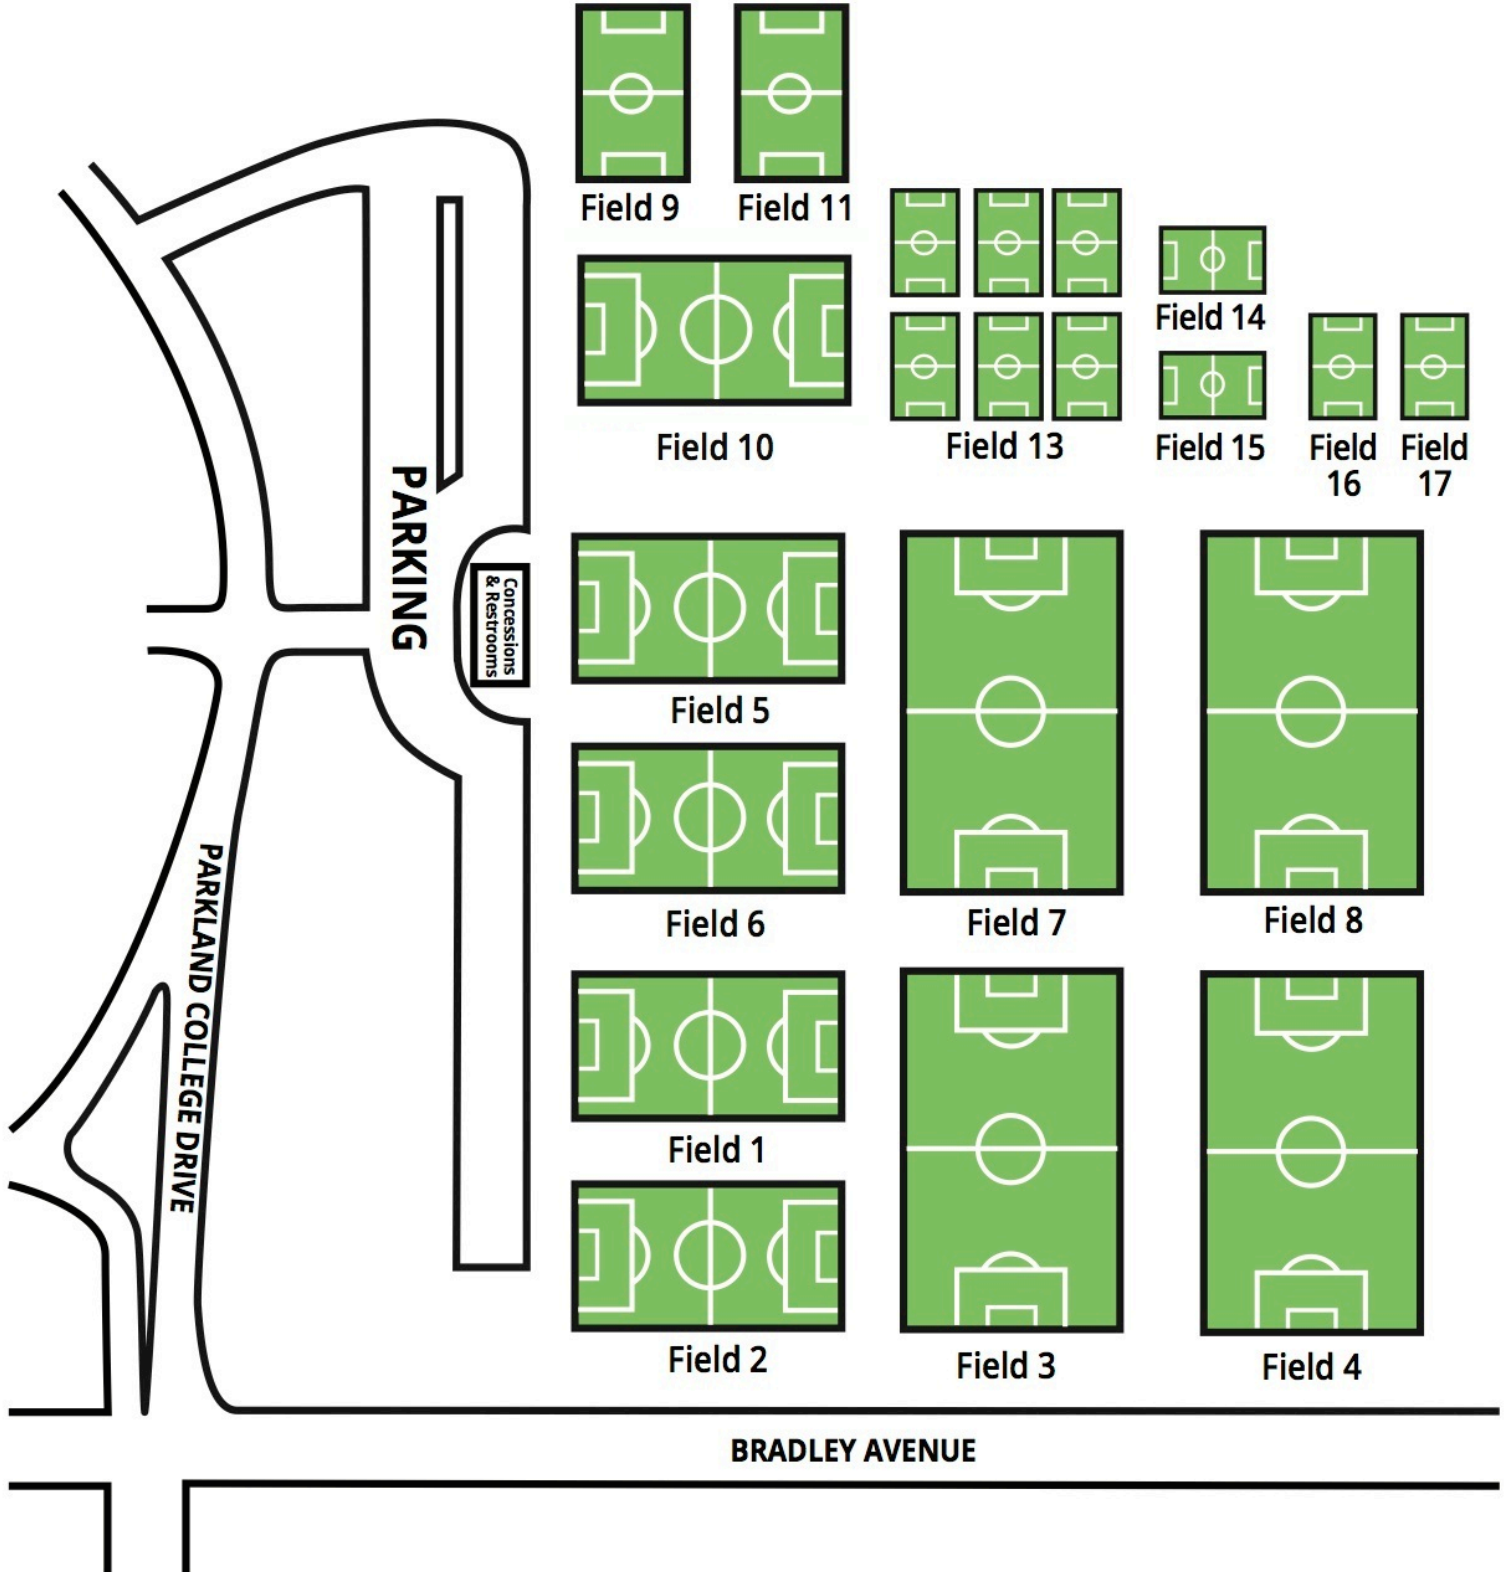 Field 9
Field 11
Field 14
Field 10
Field 13
Field 15
Field
16
Field
17
PARKING
Concessions
& Restrooms
Field 5
Field 6
Field 7
Field 8
PARKLAND COLLEGE DRIVE
Field 1
Field 2
Field 3
Field 4
BRADLEY AVENUE